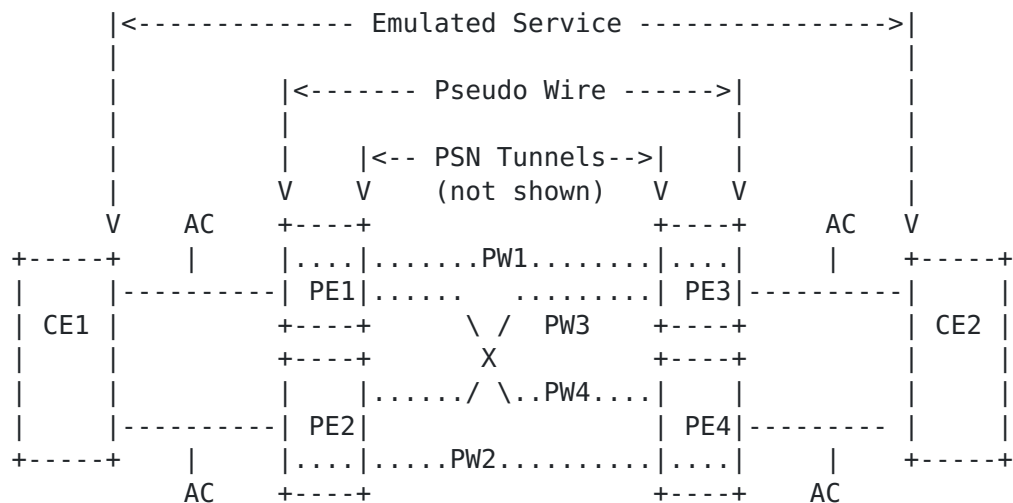 |<-------------- Emulated Service ---------------->|
|                                                  |
|          |<------- Pseudo Wire ------>|          |
|          |                            |          |
|          |    |<-- PSN Tunnels-->|    |          |
|          V    V    (not shown)   V    V          |
V    AC    +----+                  +----+     AC   V
+-----+    |     |....|.......PW1........|....|     |    +-----+
|     |----------| PE1|......   .........| PE3|----------|     |
| CE1 |          +----+      \ /  PW3    +----+          | CE2 |
|     |          +----+       X          +----+          |     |
|     |          |    |....../ \..PW4....|    |          |     |
|     |----------| PE2|                  | PE4|--------- |     |
+-----+    |     |....|.....PW2..........|....|     |    +-----+
AC    +----+                  +----+    AC